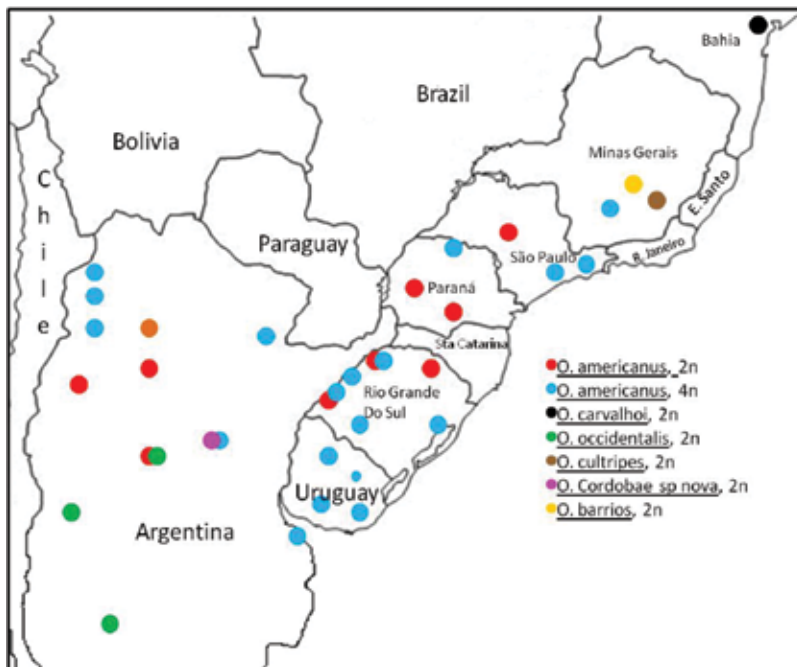 Bahia
Brazil
Bolivia
Minas Gerais
Chile
E. Santo
Paraguay
R. Janeiro
São Paulo
Paraná
Sta Catarina
Rio Grande
Do Sul
Uruguay
Argentina
O. americanus, 2n
O. americanus, 4n
O. carvalhoi, 2n
O. occidentalis, 2n
O. cultripes, 2n
O. Cordobae sp nova, 2n
O. barrios, 2n